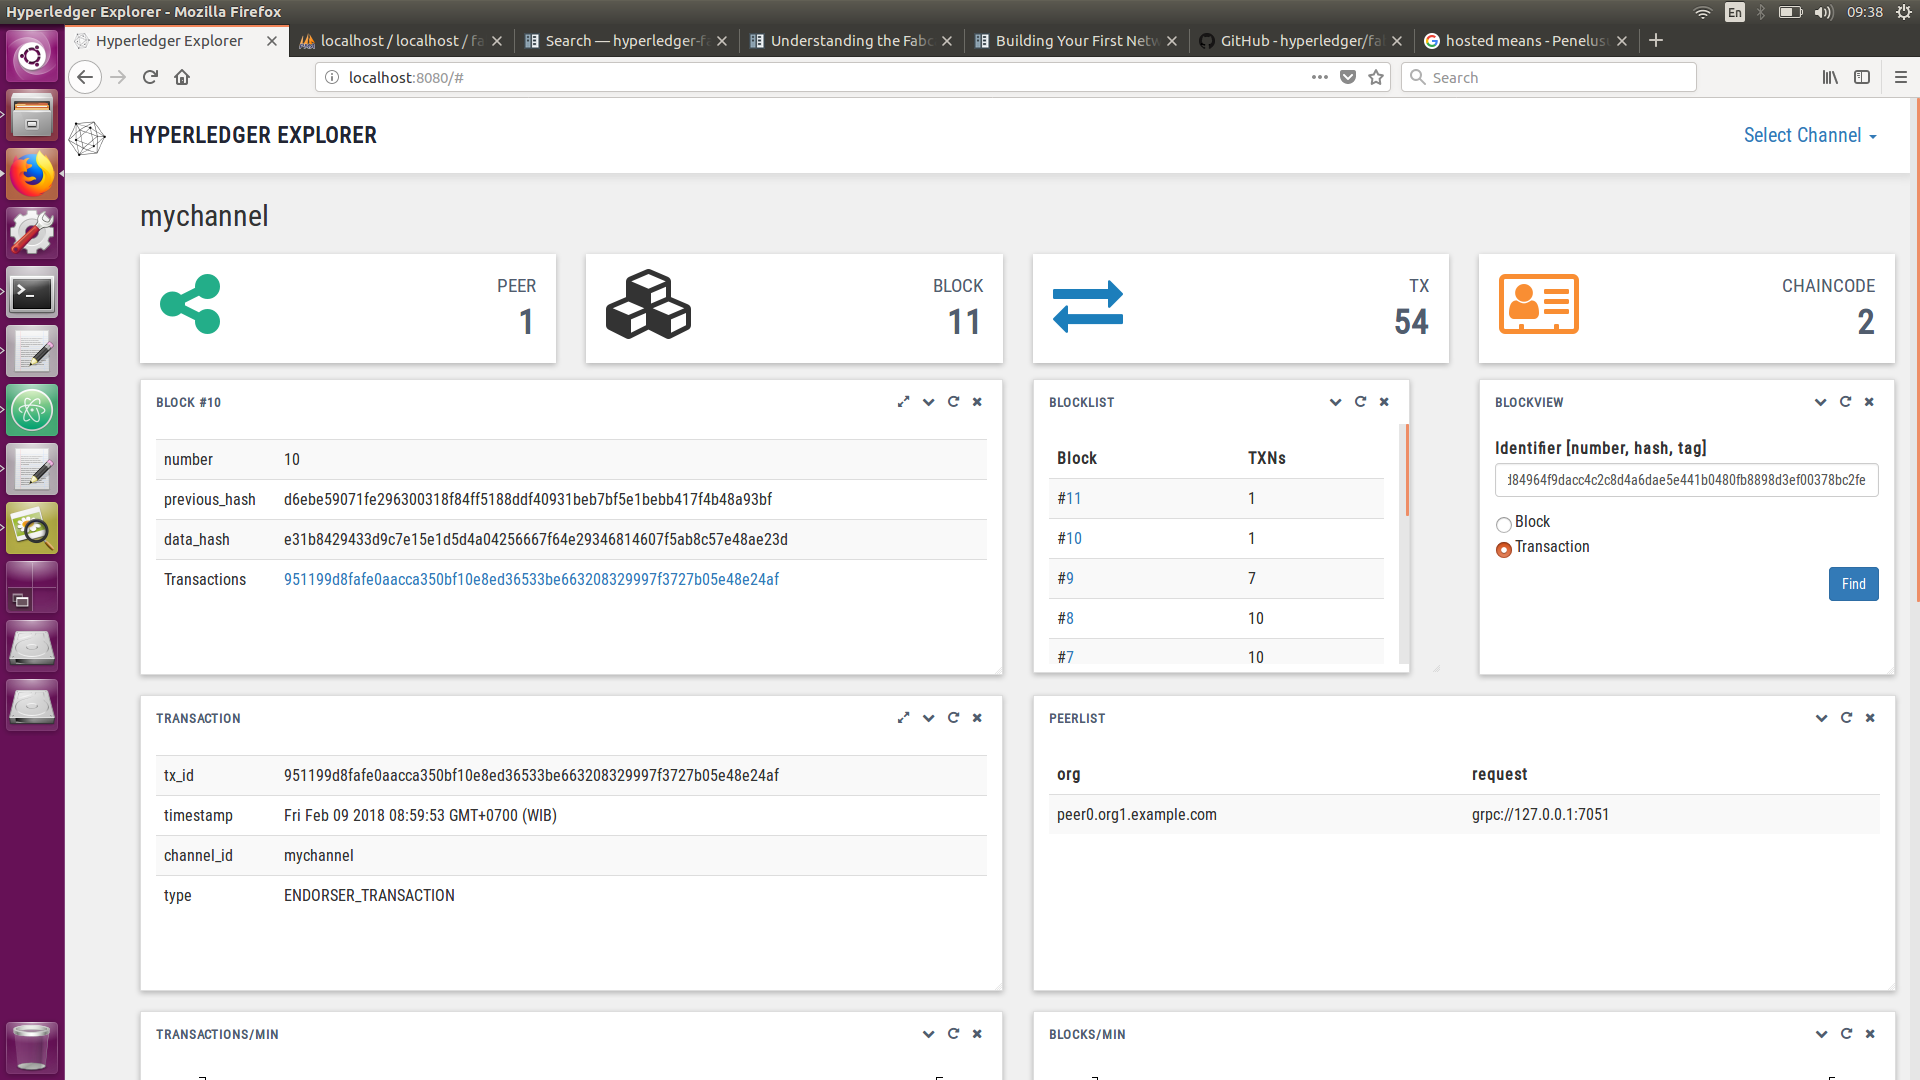 Hyperledger Explorer - Mozilla Firefox
En
09:38
Hyperledger Explorer
localhost / localhost / fa
Search — hyperledger-fa
Understanding the Fabc
Building Your First Netw
GitHub - hyperledger/fa
hosted means - Penelus
localhost:8080/#
Search
HYPERLEDGER EXPLORER
Select Channel
mychannel
PEER
1
BLOCK
11
TX
54
CHAINCODE
2
BLOCK #10
number 10
previous_hash d6ebe59071fe296300318f84ff5188ddf40931beb7bf5e1bebb417f4b48a93bf
data_hash e31b8429433d9c7e15e1d5d4a04256667f64e29346814607f5ab8c57e48ae23d
Transactions 951199d8fafe0aacca350bf10e8ed36533be663208329997f3727b05e48e24af
BLOCKLIST
Block TXNs
#11 1
#10 1
#9 7
#8 10
#7 10
BLOCKVIEW
Identifier [number, hash, tag]
d84964f9dacc4c2c8d4a6dae5e441b0480fb8898d3ef00378bc2fe
Block
Transaction
Find
TRANSACTION
tx_id 951199d8fafe0aacca350bf10e8ed36533be663208329997f3727b05e48e24af
timestamp Fri Feb 09 2018 08:59:53 GMT+0700 (WIB)
channel_id mychannel
type ENDORSER_TRANSACTION
PEERLIST
org request
peer0.org1.example.com grpc://127.0.0.1:7051
TRANSACTIONS/MIN
BLOCKS/MIN